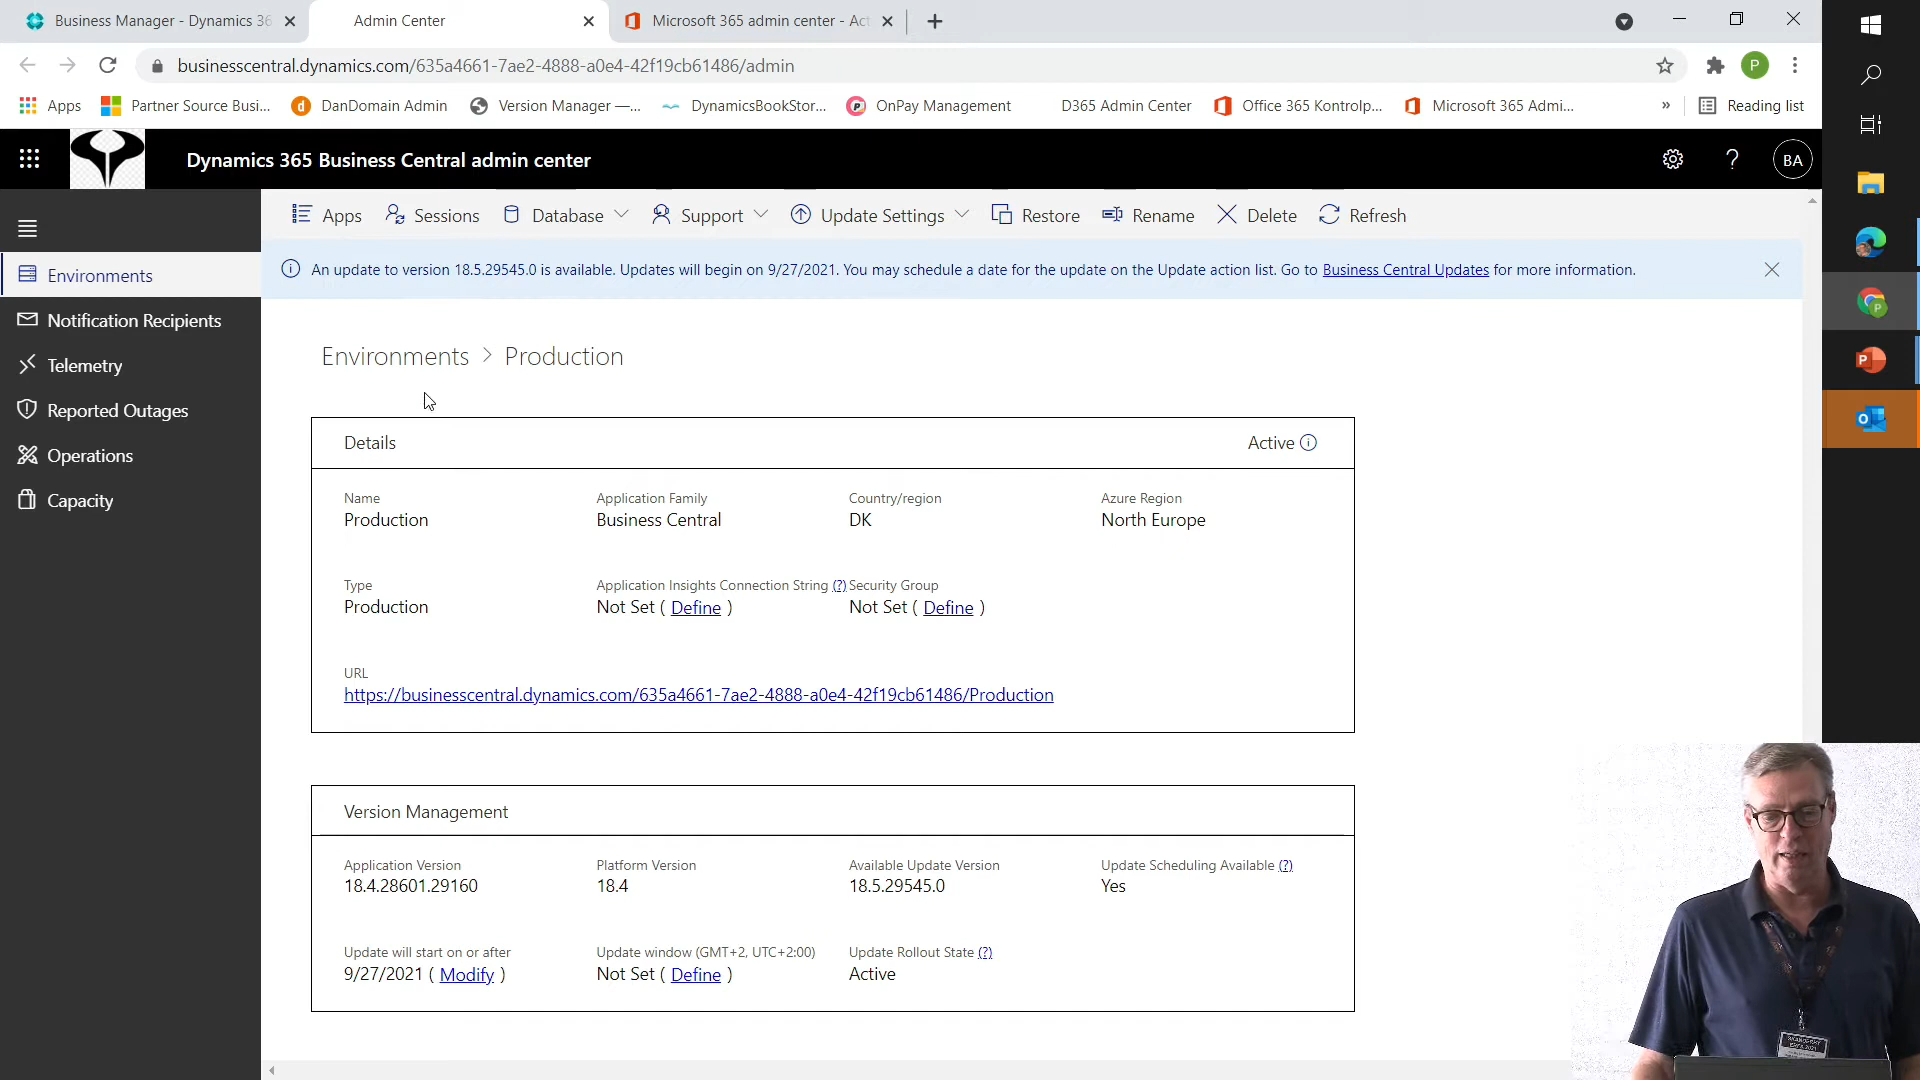 Business Manager - Dynamics 36
Admin Center
Microsoft 365 admin center - Act
businesscentral.dynamics.com/635a4661-7ae2-4888-a0e4-42f19cb61486/admin
P
Apps
Partner Source Busi...
DanDomain Admin
Version Manager —...
DynamicsBookStor...
OnPay Management
D365 Admin Center
Office 365 Kontrolp...
Microsoft 365 Admi...
»
Reading list
Dynamics 365 Business Central admin center
?
BA
Apps
Sessions
Database
Support
Update Settings
Restore
Rename
Delete
Refresh
Environments
Notification Recipients
Telemetry
Reported Outages
Operations
Capacity
An update to version 18.5.29545.0 is available. Updates will begin on 9/27/2021. You may schedule a date for the update on the Update action list. Go to Business Central Updates for more information.
Environments > Production
Details
Active
Name
Production
Application Family
Business Central
Country/region
DK
Azure Region
North Europe
Type
Production
Application Insights Connection String (?)
Not Set ( Define )
Security Group
Not Set ( Define )
URL
https://businesscentral.dynamics.com/635a4661-7ae2-4888-a0e4-42f19cb61486/Production
Version Management
Application Version
18.4.28601.29160
Platform Version
18.4
Available Update Version
18.5.29545.0
Update Scheduling Available (?)
Yes
Update will start on or after
9/27/2021 ( Modify )
Update window (GMT+2, UTC+2:00)
Not Set ( Define )
Update Rollout State (?)
Active